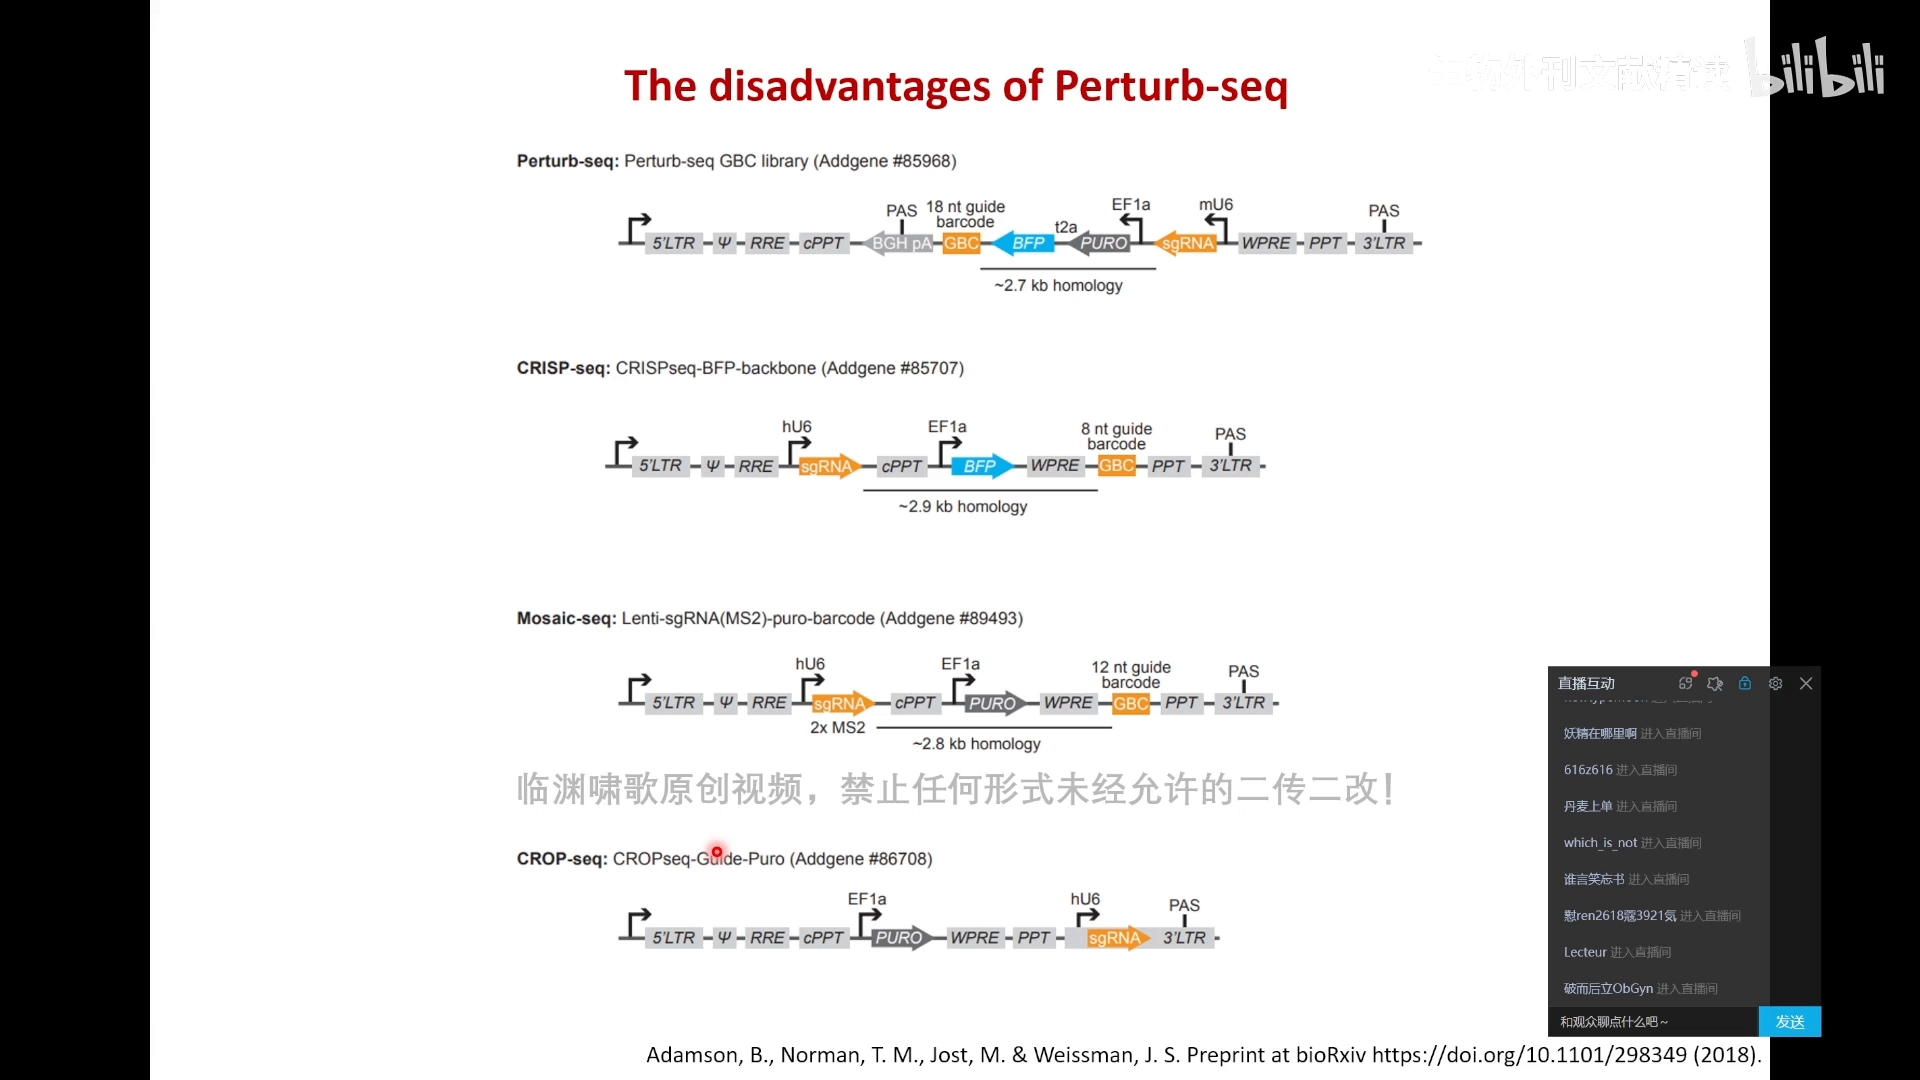 The disadvantages of Perturb-seq
bilibili
Perturb-seq: Perturb-seq GBC library (Addgene #85968)
PAS 18 nt guide barcode t2a EF1a mU6 PAS
5'LTR Ψ RRE cPPT BGH pA GBC BFP PURO sgRNA WPRE PPT 3'LTR
~2.7 kb homology
CRISP-seq: CRISPseq-BFP-backbone (Addgene #85707)
hU6 EF1a 8 nt guide barcode PAS
5'LTR Ψ RRE sgRNA cPPT BFP WPRE GBC PPT 3'LTR
~2.9 kb homology
Mosaic-seq: Lenti-sgRNA(MS2)-puro-barcode (Addgene #89493)
hU6 EF1a 12 nt guide barcode PAS
5'LTR Ψ RRE sgRNA cPPT PURO WPRE GBC PPT 3'LTR
2x MS2
~2.8 kb homology
临渊啸歌原创视频，禁止任何形式未经允许的二传二改！
CROP-seq: CROPseq-Guide-Puro (Addgene #86708)
EF1a hU6 PAS
5'LTR Ψ RRE cPPT PURO WPRE PPT sgRNA 3'LTR
Adamson, B., Norman, T. M., Jost, M. & Weissman, J. S. Preprint at bioRxiv https://doi.org/10.1101/298349 (2018).
直播互动
妖精在哪里啊 进入直播间
616z616 进入直播间
丹麦上单 进入直播间
which_is_not 进入直播间
谁言笑忘书 进入直播间
进入直播间
Lecteur 进入直播间
破而后立ObGyn 进入直播间
和观众聊点什么吧~
发送